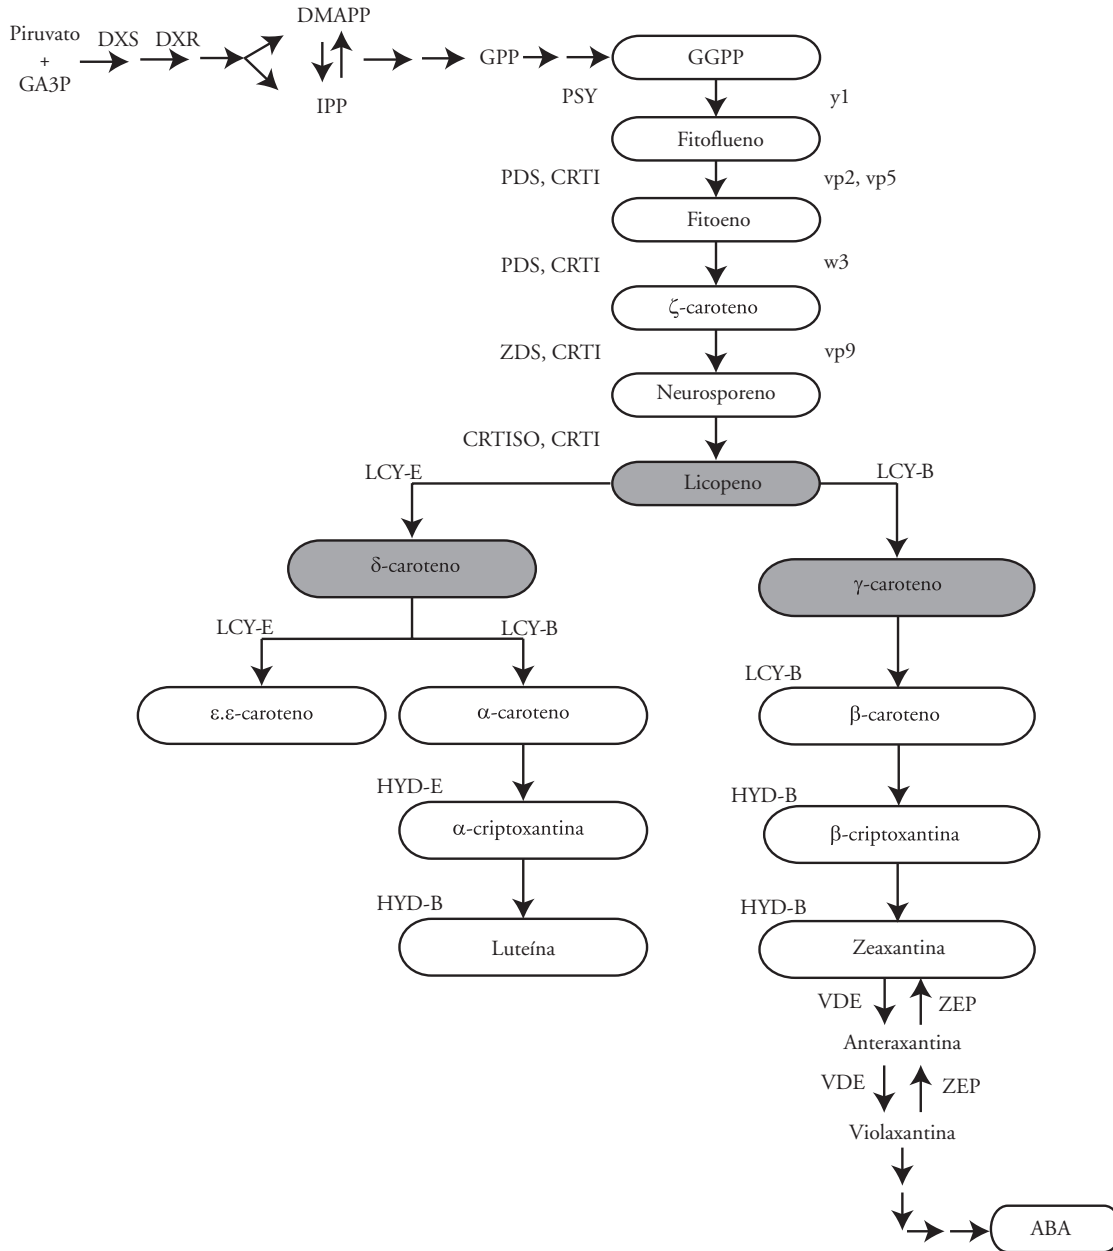 Piruvato
+
GA3P
DXS
DXR
DMAPP
IPP
GPP
GGPP
PSY
y1
Fitoflueno
PDS, CRTI
vp2, vp5
Fitoeno
PDS, CRTI
w3
ζ-caroteno
ZDS, CRTI
vp9
Neurosporeno
CRTISO, CRTI
LCY-E
Licopeno
LCY-B
δ-caroteno
γ-caroteno
LCY-E
LCY-B
LCY-B
ε.ε-caroteno
α-caroteno
β-caroteno
HYD-E
HYD-B
α-criptoxantina
β-criptoxantina
HYD-B
HYD-B
Luteína
Zeaxantina
VDE
ZEP
Anteraxantina
VDE
ZEP
Violaxantina
ABA